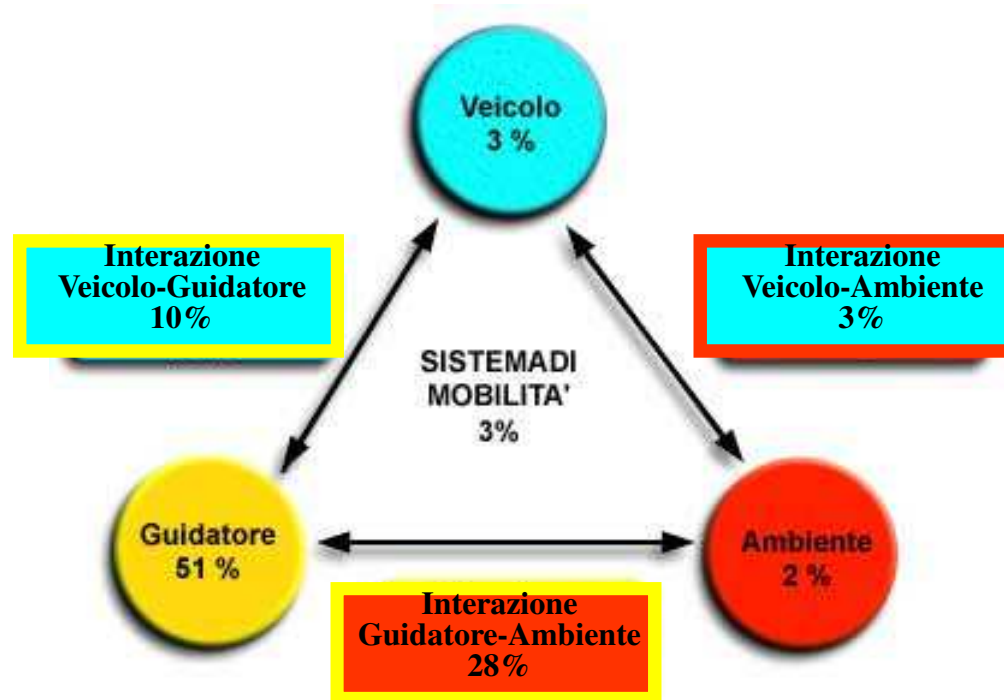 Veicolo
3 %
Interazione
Veicolo-Guidatore
10%
Interazione
Veicolo-Ambiente
3%
SISTEMADI
MOBILITA'
3%
Guidatore
51 %
Ambiente
2 %
Interazione
Guidatore-Ambiente
28%